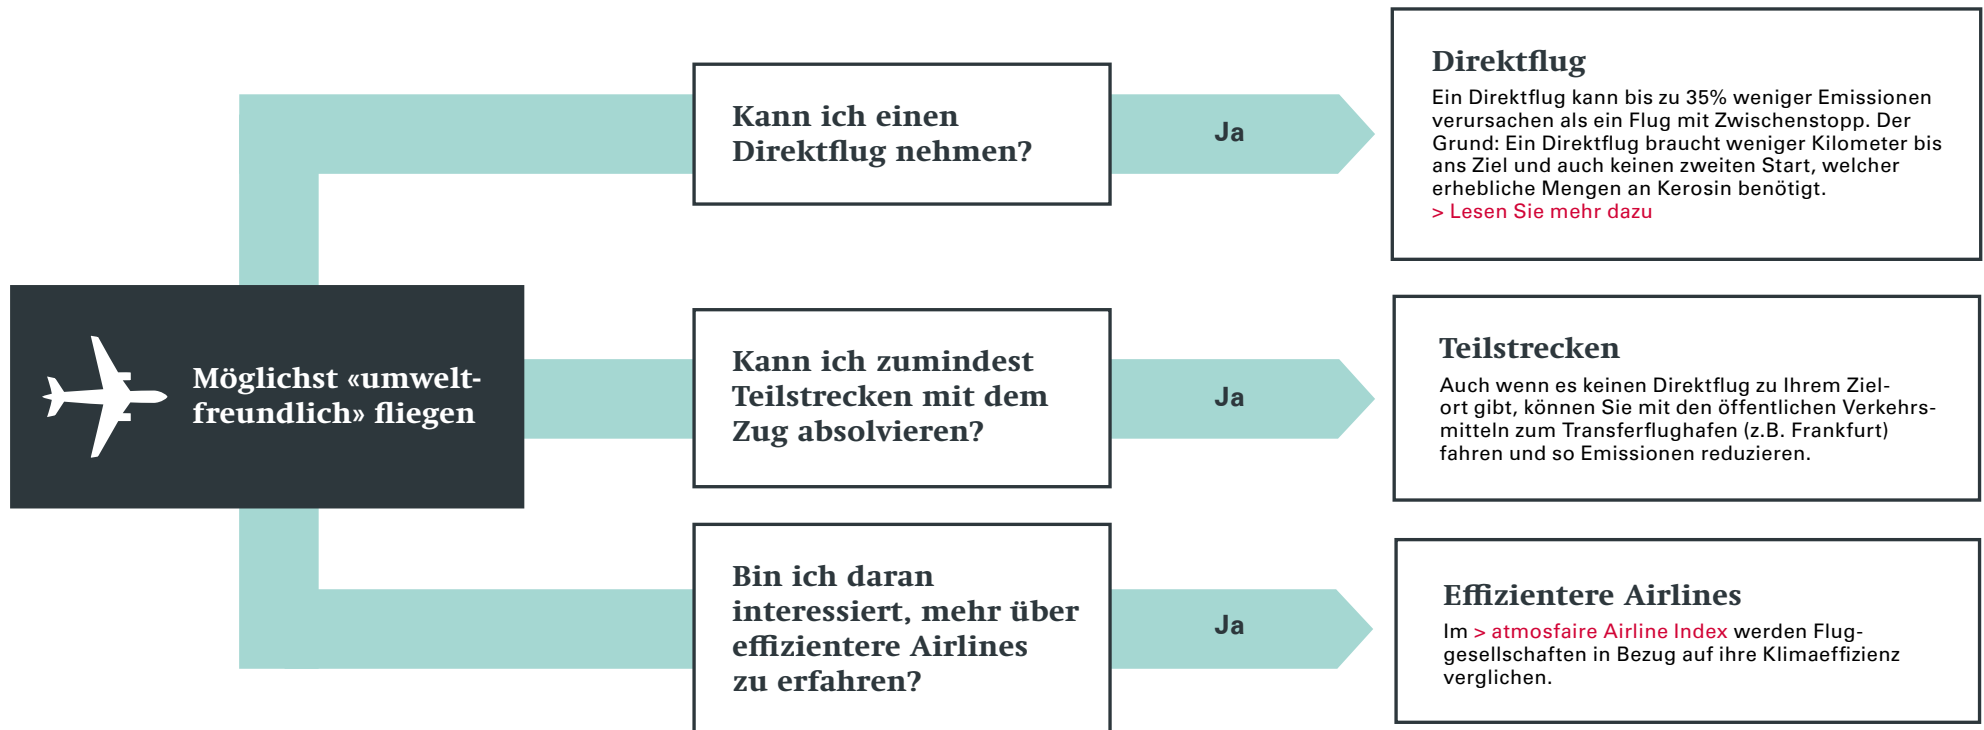 Möglichst «umwelt-
freundlich» fliegen
Kann ich einen
Direktflug nehmen?
Ja
Direktflug
Ein Direktflug kann bis zu 35% weniger Emissionen
verursachen als ein Flug mit Zwischenstopp. Der
Grund: Ein Direktflug braucht weniger Kilometer bis
ans Ziel und auch keinen zweiten Start, welcher
erhebliche Mengen an Kerosin benötigt.
> Lesen Sie mehr dazu
Kann ich zumindest
Teilstrecken mit dem
Zug absolvieren?
Ja
Teilstrecken
Auch wenn es keinen Direktflug zu Ihrem Ziel-
ort gibt, können Sie mit den öffentlichen Verkehrs-
mitteln zum Transferflughafen (z.B. Frankfurt)
fahren und so Emissionen reduzieren.
Bin ich daran
interessiert, mehr über
effizientere Airlines
zu erfahren?
Ja
Effizientere Airlines
Im > atmosfaire Airline Index werden Flug-
gesellschaften in Bezug auf ihre Klimaeffizienz
verglichen.